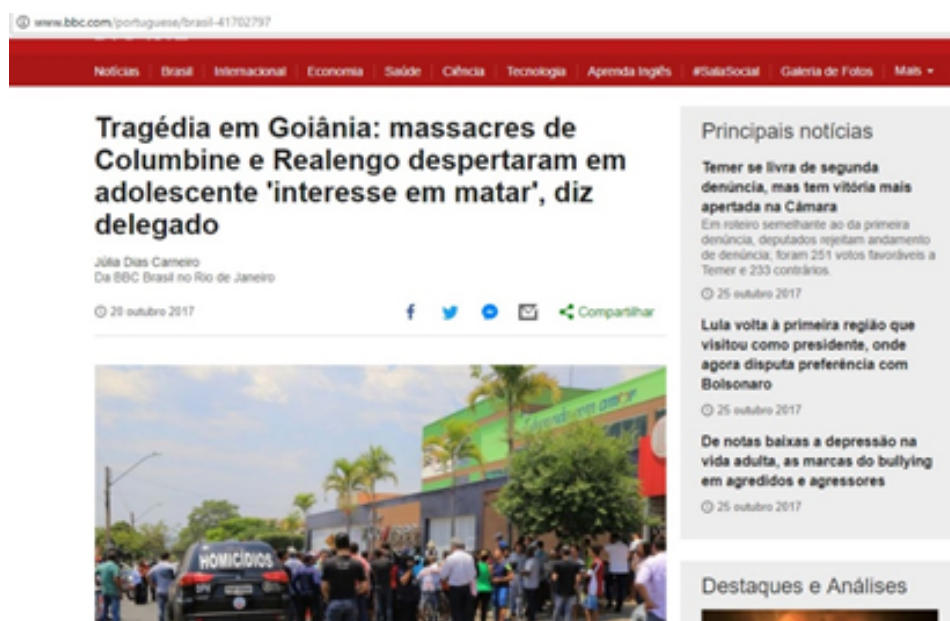 www.bbc.com/portuguese/brasil-41702797
Notícias Brasil Internacional Economia Saúde Ciência Tecnologia Aprenda Inglês #SalaSocial Galeria de Fotos Mais
Tragédia em Goiânia: massacres de
Columbine e Realengo despertaram em
adolescente 'interesse em matar', diz
delegado
Júlia Dias Carneiro
Da BBC Brasil no Rio de Janeiro
20 outubro 2017
Compartilhar
HOMICÍDIOS
Principais notícias
Temer se livra de segunda
denúncia, mas tem vitória mais
apertada na Câmara
Em roteiro semelhante ao da primeira
denúncia, deputados rejeitam andamento
de denúncia; foram 251 votos favoráveis a
Temer e 233 contrários.
25 outubro 2017
Lula volta à primeira região que
visitou como presidente, onde
agora disputa preferência com
Bolsonaro
25 outubro 2017
De notas baixas a depressão na
vida adulta, as marcas do bullying
em agredidos e agressores
25 outubro 2017
Destaques e Análises